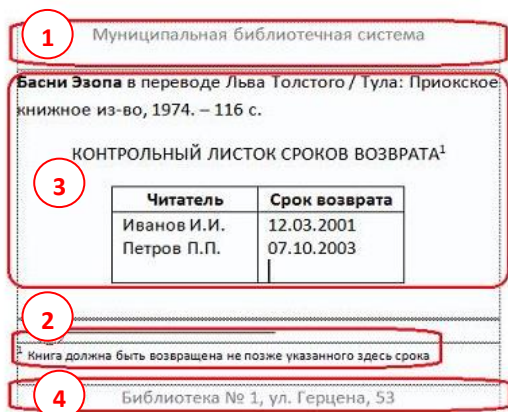 1 Муниципальная библиотечная система
Басни Эзопа в переводе Льва Толстого / Тула: Приокское
книжное из-во, 1974. – 116 с.
КОНТРОЛЬНЫЙ ЛИСТОК СРОКОВ ВОЗВРАТА¹
3
Читатель Срок возврата
Иванов И.И. 12.03.2001
Петров П.П. 07.10.2003
2
¹ Книга должна быть возвращена не позже указанного здесь срока
4 Библиотека № 1, ул. Герцена, 53